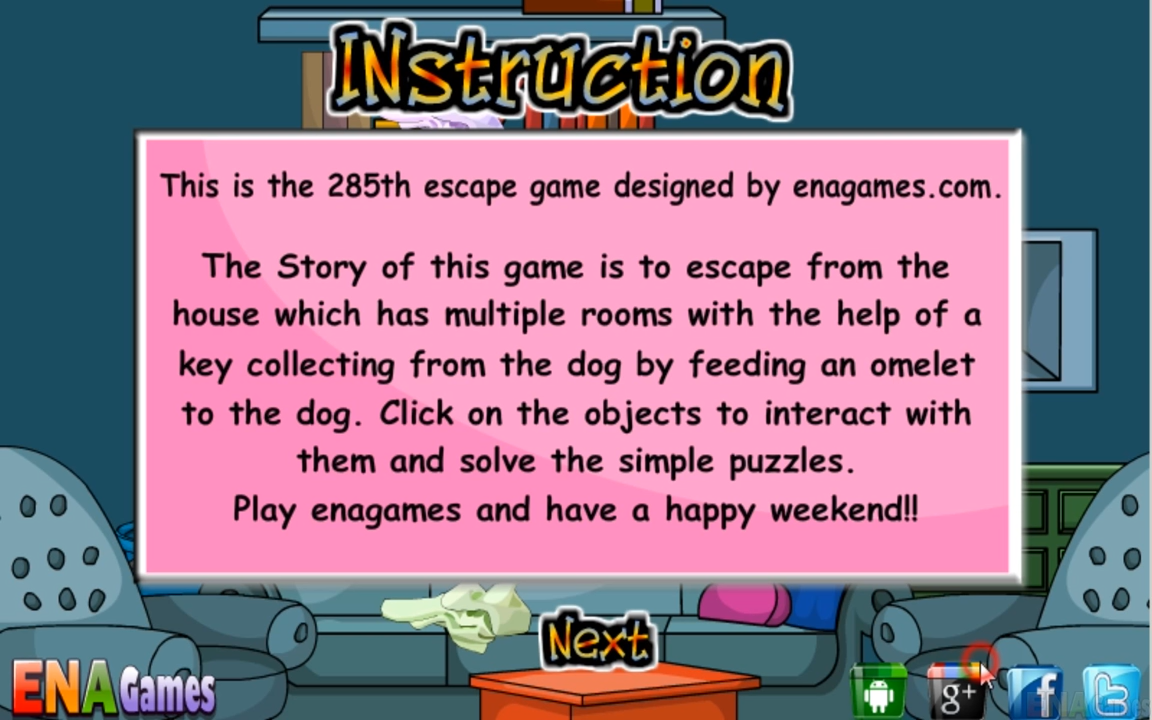 INstruction
This is the 285th escape game designed by enagames.com.
The Story of this game is to escape from the
house which has multiple rooms with the help of a
key collecting from the dog by feeding an omelet
to the dog. Click on the objects to interact with
them and solve the simple puzzles.
Play enagames and have a happy weekend!!
Next
ENA Games
g+
f
t
ENA Games